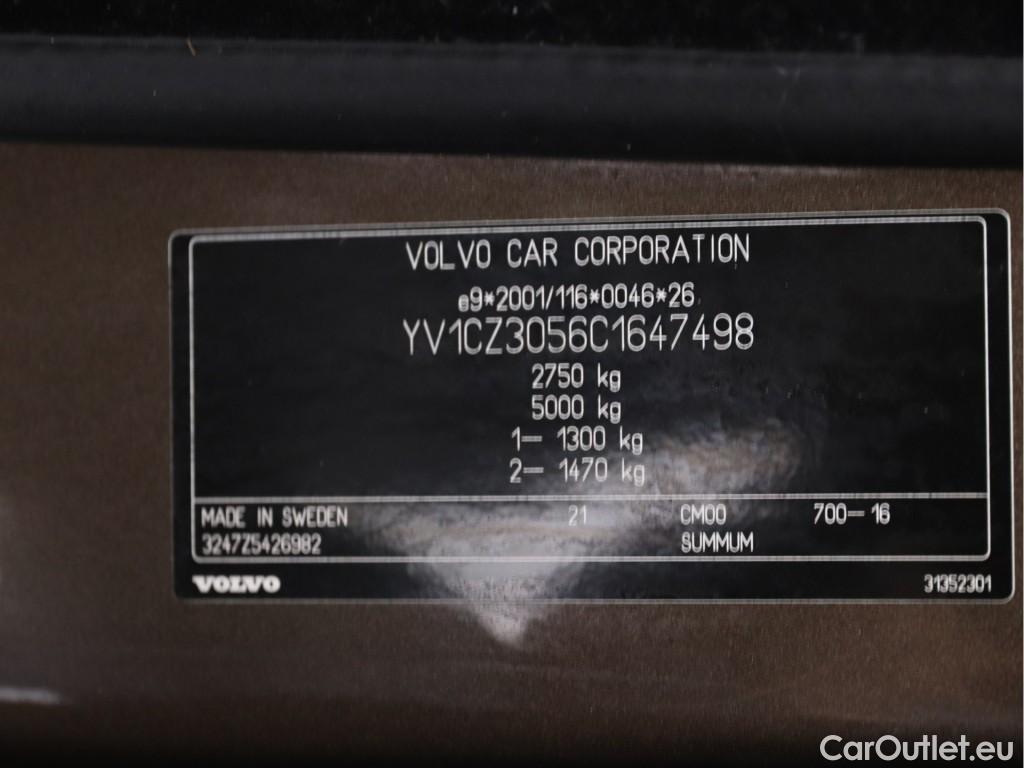 VOLVO CAR CORPORATION
e9*2001/116*0046*26
YV1CZ3056C1647498
2750 kg
5000 kg
1– 1300 kg
2– 1470 kg
MADE IN SWEDEN 21 CM00 700–16
3247Z5426982 SUMMUM
VOLVO 31352301
CarOutlet.eu